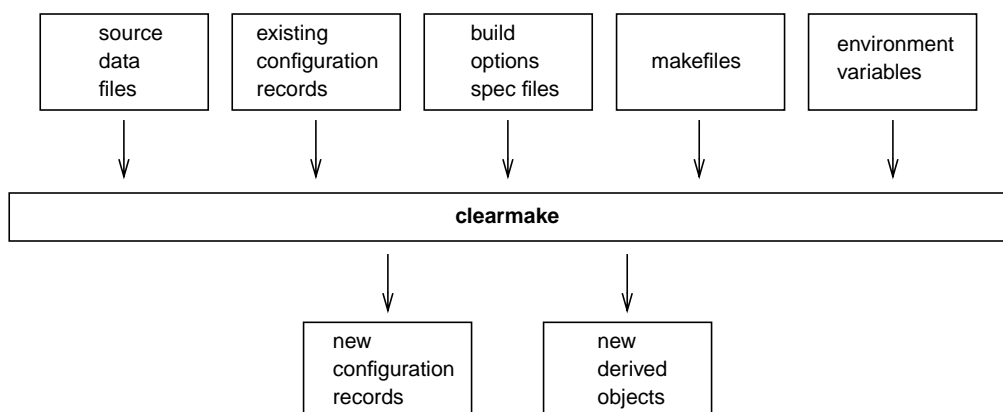 source
data
files
existing
configuration
records
build
options
spec files
makefiles
environment
variables
clearmake
new
configuration
records
new
derived
objects